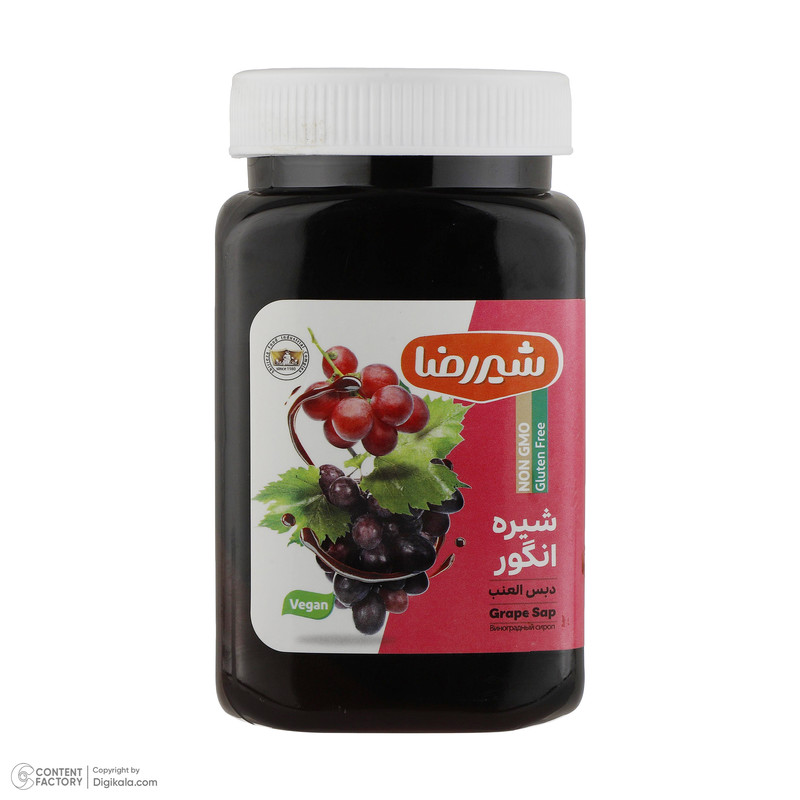 شیررضا
NON GMO
Gluten Free
شیره
انگور
دبس العنب
Grape Sap
Виноградный сироп
Vegan
CONTENT
FACTORY
Copyright by
Digikala.com